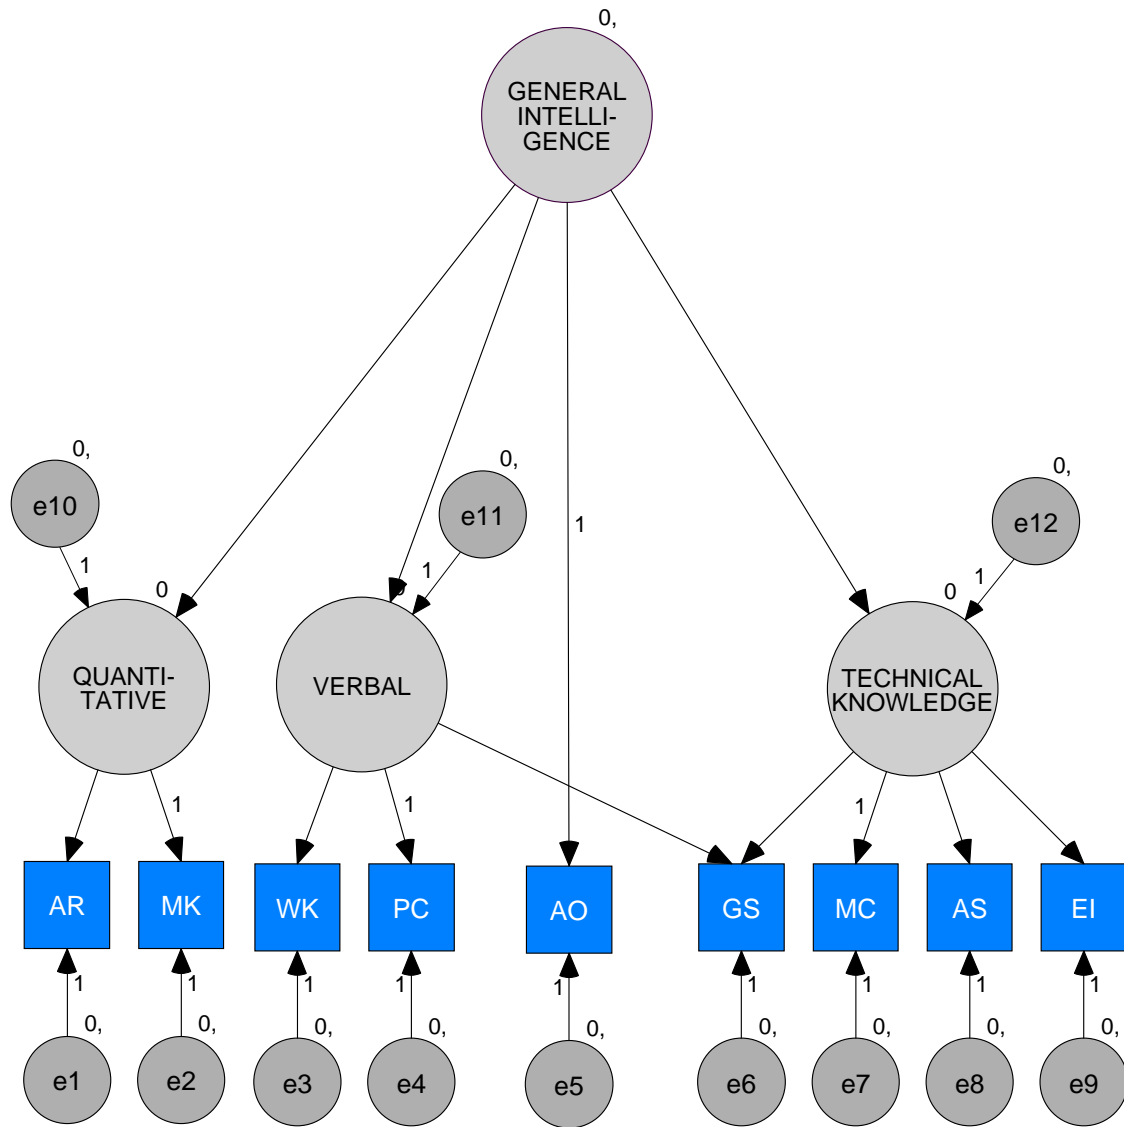 0,
GENERAL
INTELLI-
GENCE
0,
e10
1
0
0,
e11
1
0
1
0,
e12
1
0
QUANTI-
TATIVE
VERBAL
TECHNICAL
KNOWLEDGE
1
1
1
AR
MK
WK
PC
AO
GS
MC
AS
EI
1
1
1
1
1
1
1
1
1
0,
0,
0,
0,
0,
0,
0,
0,
0,
e1
e2
e3
e4
e5
e6
e7
e8
e9